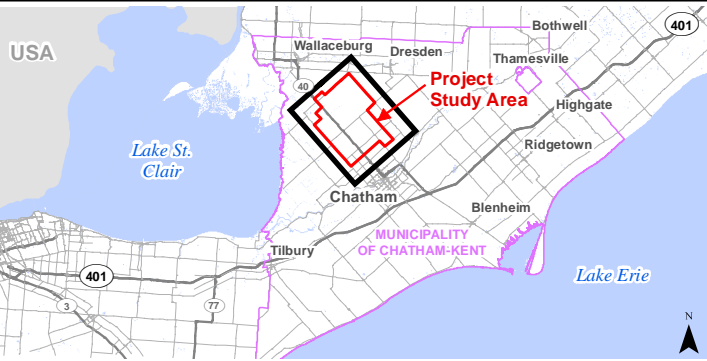 401
Bothwell
USA
Wallaceburg
Dresden
Thamesville
40
Project
Study Area
Highgate
Lake St.
Clair
Ridgetown
Chatham
Blenheim
MUNICIPALITY
OF CHATHAM-KENT
Tilbury
401
Lake Erie
3
77
N